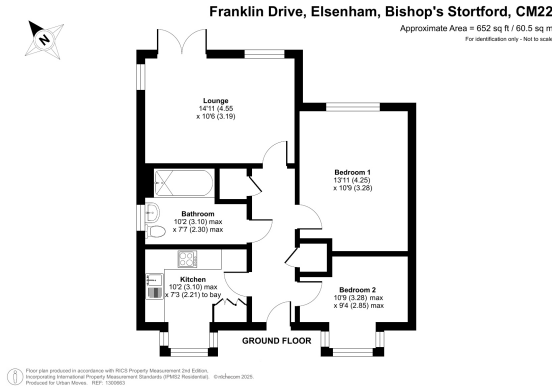 Franklin Drive, Elsenham, Bishop's Stortford, CM22
Approximate Area = 652 sq ft / 60.5 sq m
For identification only - Not to scale
N
Lounge
14'11 (4.55
x 10'6 (3.19)
Bedroom 1
13'11 (4.25)
x 10'9 (3.28)
Bathroom
10'2 (3.10) max
x 7'7 (2.30) max
Kitchen
10'2 (3.10) max
x 7'3 (2.21) to bay
Bedroom 2
10'9 (3.28) max
x 9'4 (2.85) max
GROUND FLOOR
Floor plan produced in accordance with RICS Property Measurement 2nd Edition,
Incorporating International Property Measurement Standards (IPMS2 Residential). ©nichecom 2025.
Produced for Urban Moves. REF: 1309663